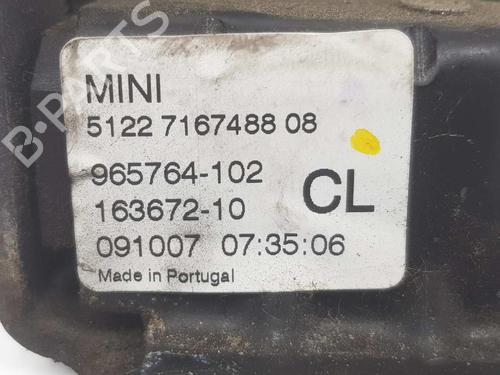 B-PARTS
MINI
5122 7167488 08
965764-102
163672-10
CL
091007 07:35:06
Made in Portugal